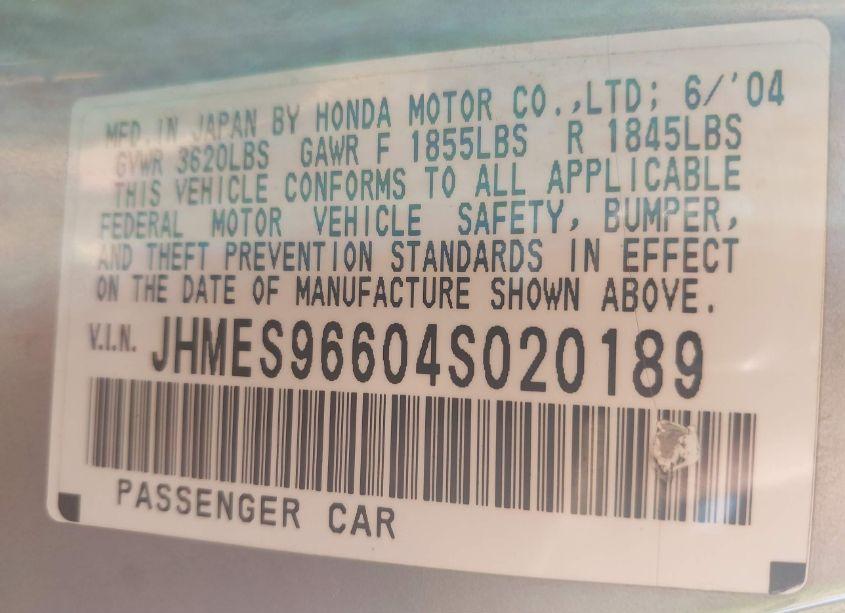 MFD. IN JAPAN BY HONDA MOTOR CO.,LTD; 6/'04
GVWR 3620LBS GAWR F 1855LBS R 1845LBS
THIS VEHICLE CONFORMS TO ALL APPLICABLE
FEDERAL MOTOR VEHICLE SAFETY, BUMPER,
AND THEFT PREVENTION STANDARDS IN EFFECT
ON THE DATE OF MANUFACTURE SHOWN ABOVE.
V.I.N. JHMES96604S020189
PASSENGER CAR